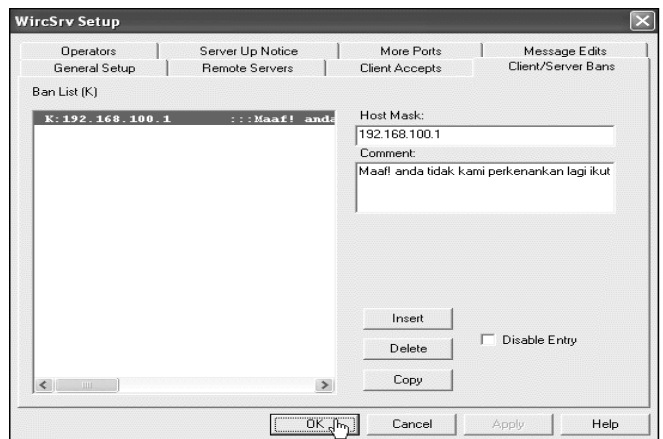 WircSrv Setup
Operators Server Up Notice More Ports Message Edits
General Setup Remote Servers Client Accepts Client/Server Bans
Ban List (K)
K:192.168.100.1 :::Maaf! anda
Host Mask:
192.168.100.1
Comment:
Maaf! anda tidak kami perkenankan lagi ikut
Insert
Delete
Disable Entry
Copy
OK Cancel Apply Help